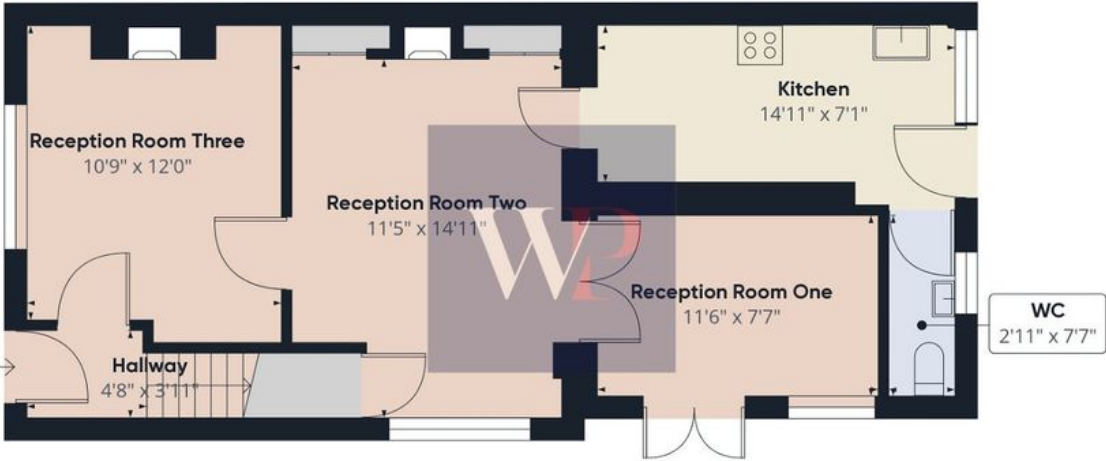 Kitchen
14'11" x 7'1"
Reception Room Three
10'9" x 12'0"
Reception Room Two
11'5" x 14'11"
WP
Reception Room One
11'6" x 7'7"
WC
2'11" x 7'7"
Hallway
4'8" x 3'11"